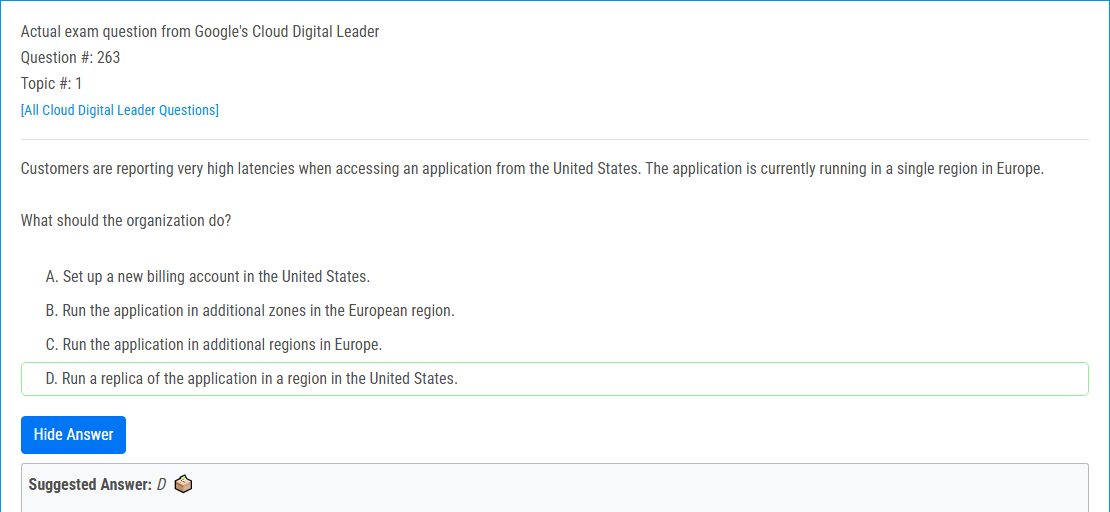 Actual exam question from Google's Cloud Digital Leader
Question #: 263
Topic #: 1
[All Cloud Digital Leader Questions]
Customers are reporting very high latencies when accessing an application from the United States. The application is currently running in a single region in Europe.
What should the organization do?
A. Set up a new billing account in the United States.
B. Run the application in additional zones in the European region.
C. Run the application in additional regions in Europe.
D. Run a replica of the application in a region in the United States.
Hide Answer
Suggested Answer: D